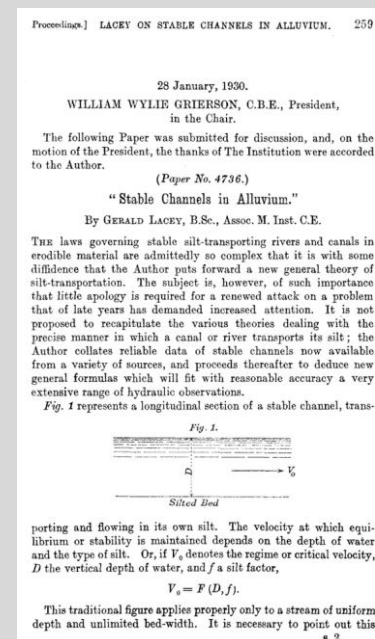 Proceedings.] LACEY ON STABLE CHANNELS IN ALLUVIUM. 259
28 January, 1930.
WILLIAM WYLIE GRIERSON, C.B.E., President,
in the Chair.
The following Paper was submitted for discussion, and, on the
motion of the President, the thanks of The Institution were accorded
to the Author.
(Paper No. 4736.)
“Stable Channels in Alluvium.”
By GERALD LACEY, B.Sc., Assoc. M. Inst. C.E.
THE laws governing stable silt-transporting rivers and canals in
erodible material are admittedly so complex that it is with some
diffidence that the Author puts forward a new general theory of
silt-transportation. The subject is, however, of such importance
that little apology is required for a renewed attack on a problem
that of late years has demanded increased attention. It is not
proposed to recapitulate the various theories dealing with the
precise manner in which a canal or river transports its silt; the
Author collates reliable data of stable channels now available
from a variety of sources, and proceeds thereafter to deduce new
general formulas which will fit with reasonable accuracy a very
extensive range of hydraulic observations.
Fig. 1 represents a longitudinal section of a stable channel, trans-
Fig. 1.
D
V₀
Silted Bed
porting and flowing in its own silt. The velocity at which equi-
librium or stability is maintained depends on the depth of water
and the type of silt. Or, if V₀ denotes the regime or critical velocity,
D the vertical depth of water, and f a silt factor,
V₀ = F (D, f).
This traditional figure applies properly only to a stream of uniform
depth and unlimited bed-width. It is necessary to point out this